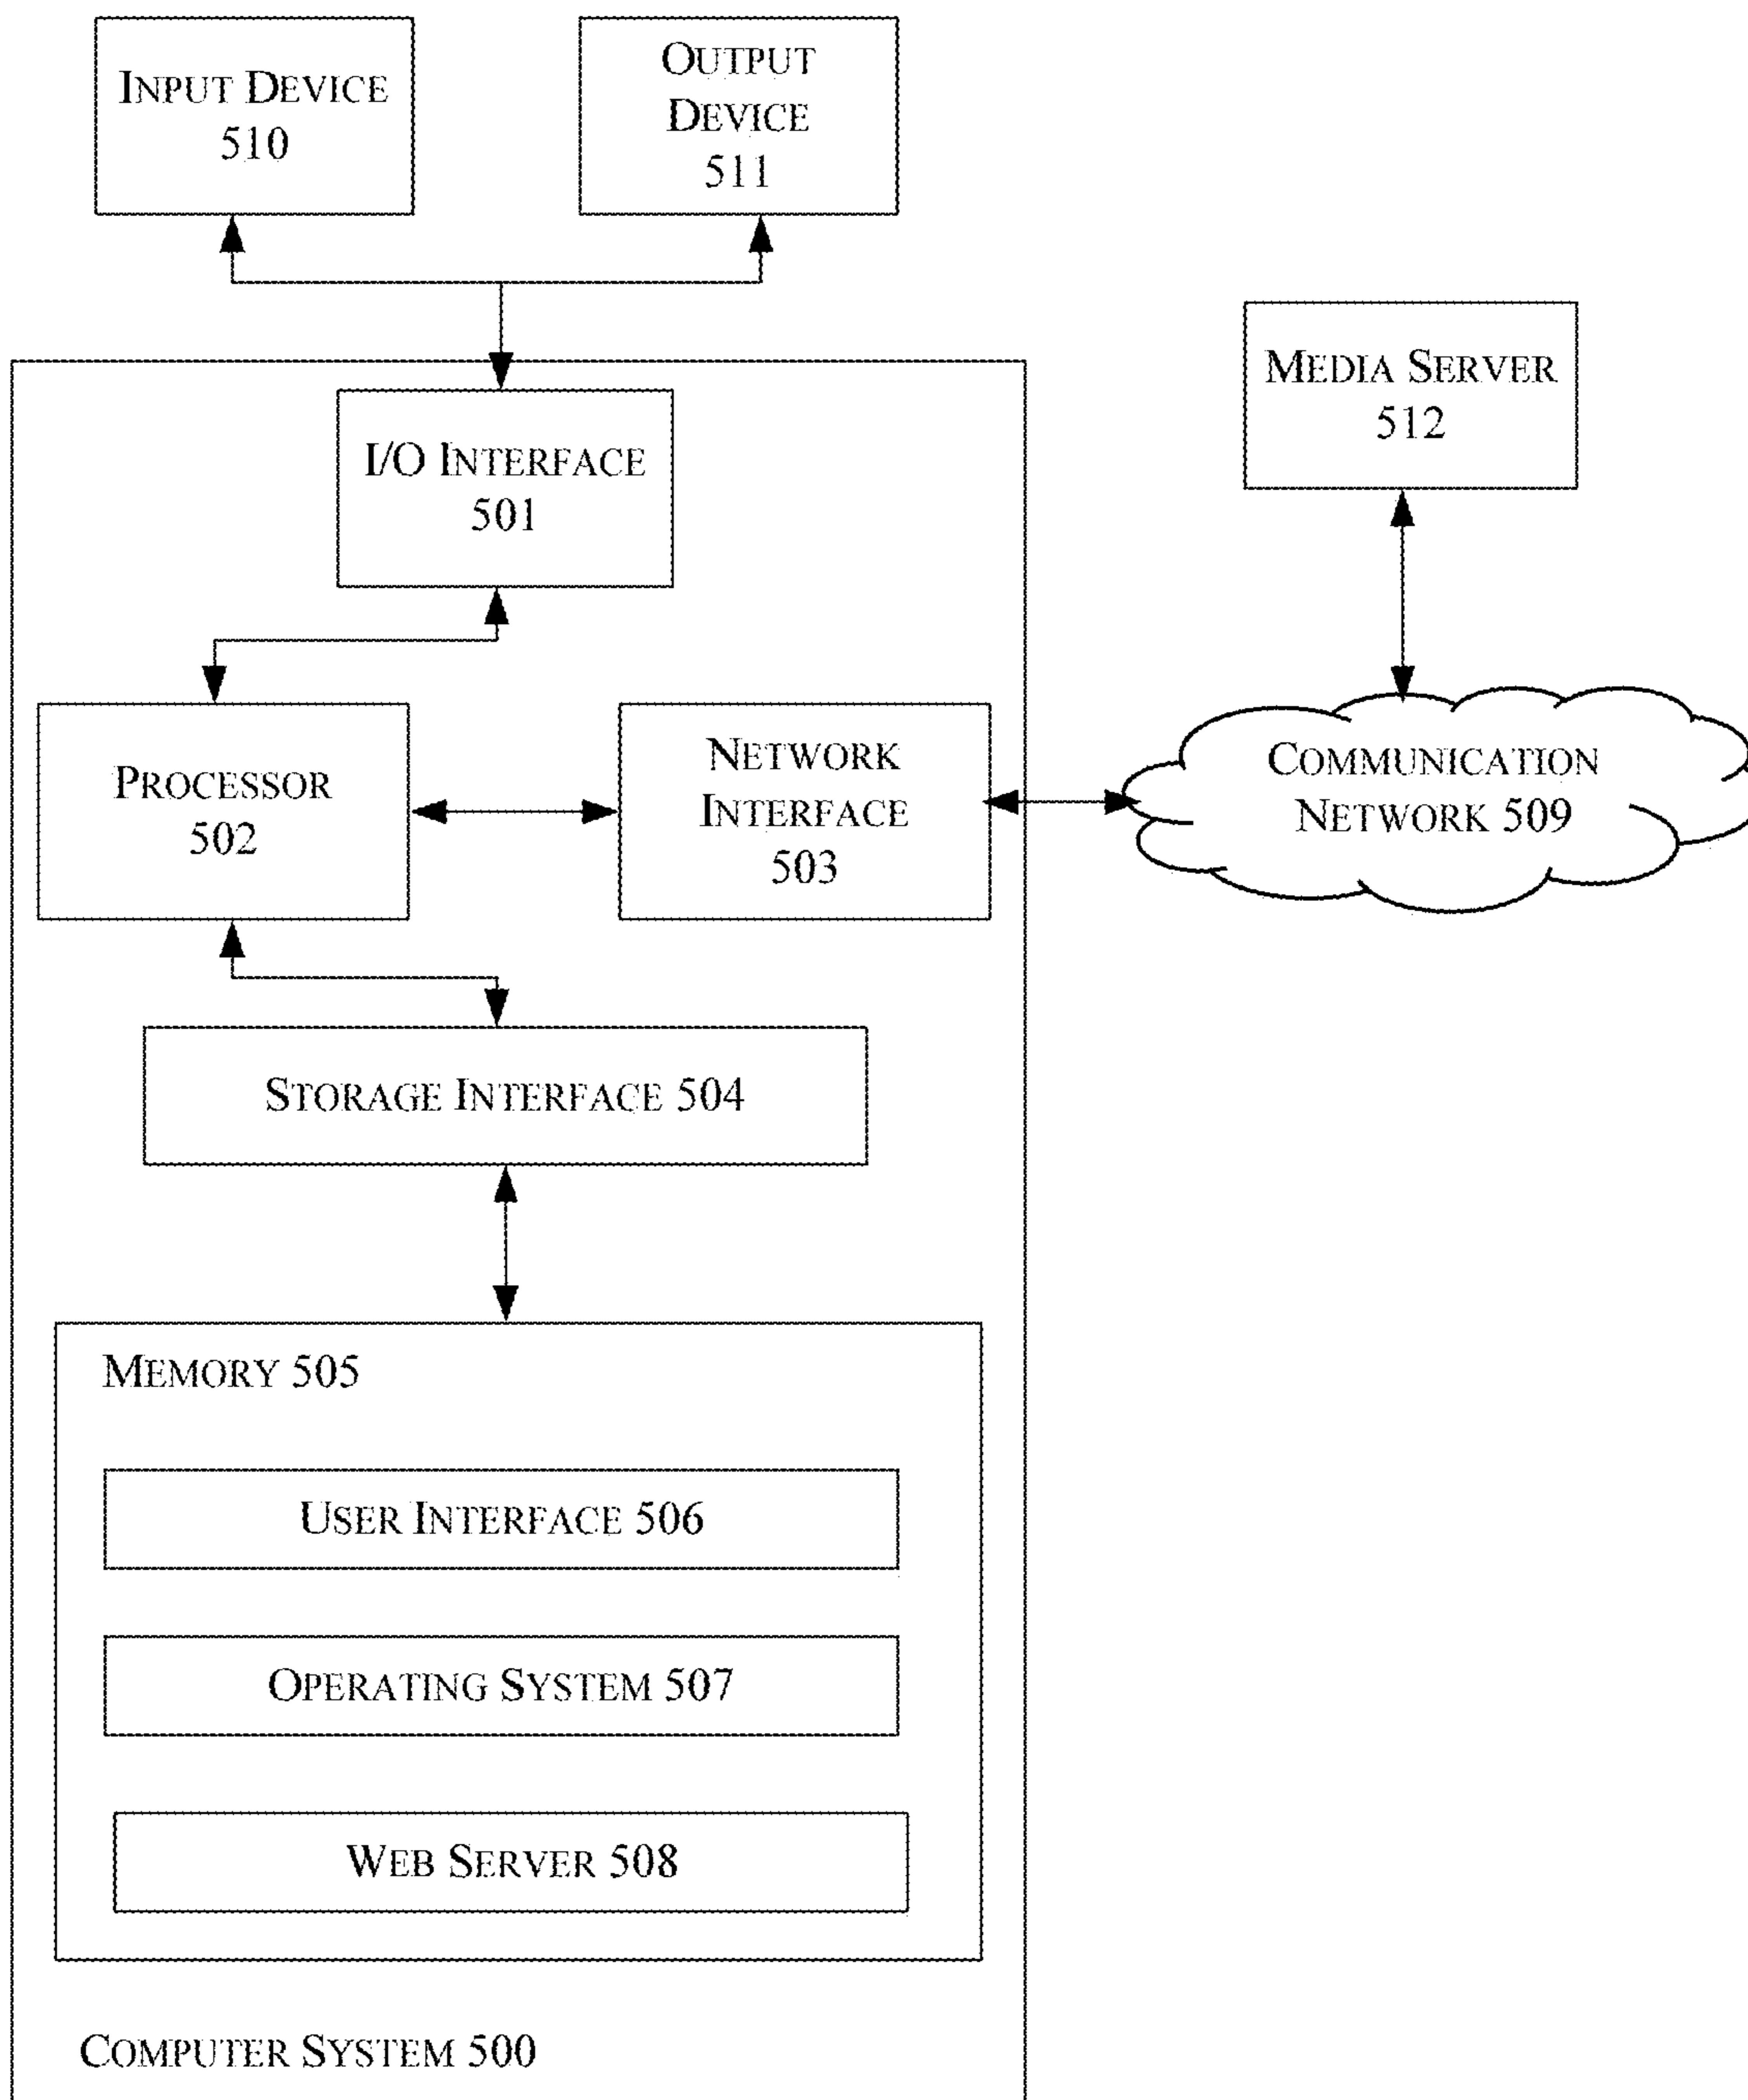 INPUT DEVICE
510
OUTPUT
DEVICE
511
I/O INTERFACE
501
MEDIA SERVER
512
PROCESSOR
502
NETWORK
INTERFACE
503
COMMUNICATION
NETWORK 509
STORAGE INTERFACE 504
MEMORY 505
USER INTERFACE 506
OPERATING SYSTEM 507
WEB SERVER 508
COMPUTER SYSTEM 500